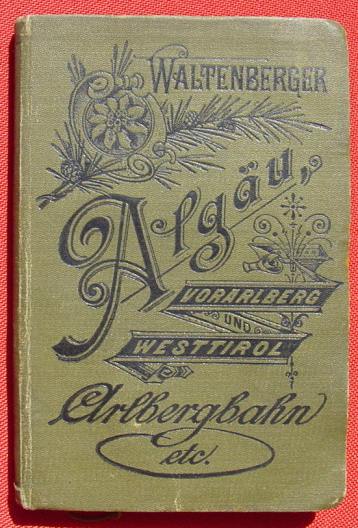 WALTENBERGER
Algäu,
VORARLBERG
UND
WESTTIROL
Arlbergbahn
etc.